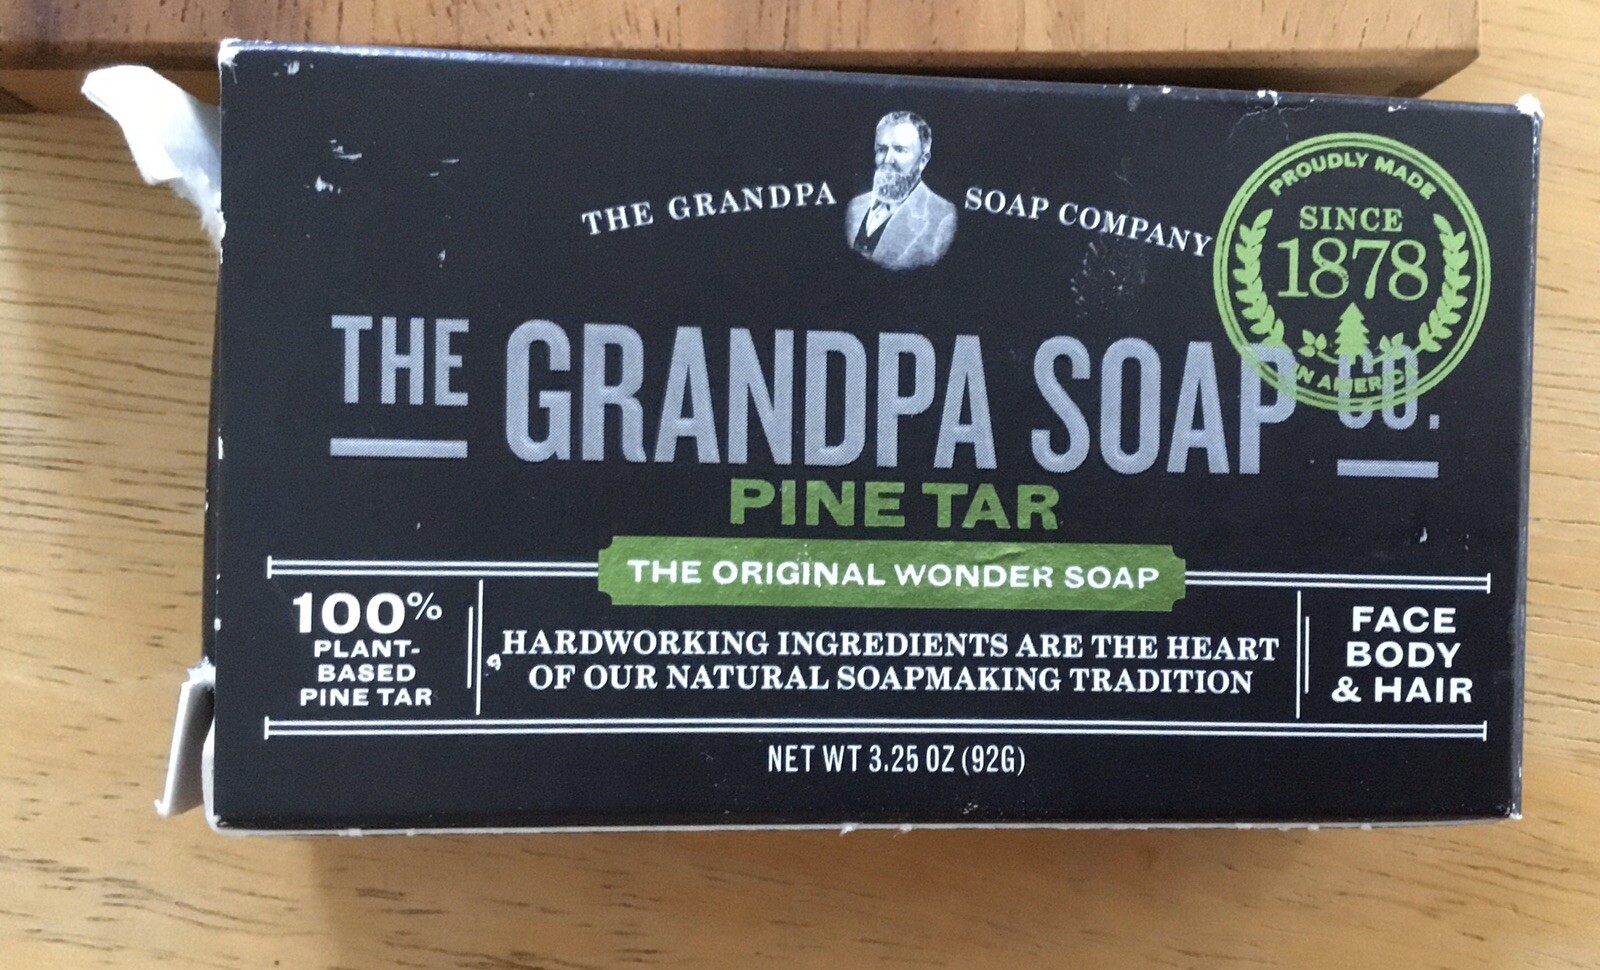 THE GRANDPA SOAP COMPANY
PROUDLY MADE
SINCE
1878
IN AMERICA
THE GRANDPA SOAP CO.
PINE TAR
THE ORIGINAL WONDER SOAP
100%
PLANT-
BASED
PINE TAR
HARDWORKING INGREDIENTS ARE THE HEART
OF OUR NATURAL SOAPMAKING TRADITION
FACE
BODY
& HAIR
NET WT 3.25 OZ (92G)